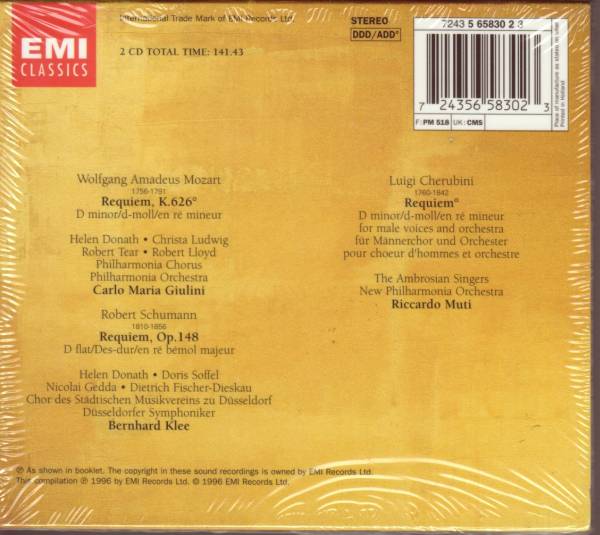 EMI
CLASSICS
International Trade Mark of EMI Records Ltd.
2 CD TOTAL TIME: 141.43
STEREO
DDD/ADD°
7243 5 65830 2 3
7 24356 58302 3
F: PM 518 UK: CMS
Place of manufacture as stated on label
Printed in Holland
Wolfgang Amadeus Mozart
1756-1791
Requiem, K.626°
D minor/d-moll/en ré mineur
Helen Donath • Christa Ludwig
Robert Tear • Robert Lloyd
Philharmonia Chorus
Philharmonia Orchestra
Carlo Maria Giulini
Robert Schumann
1810-1856
Requiem, Op.148
D flat/Des-dur/en ré bémol majeur
Helen Donath • Doris Soffel
Nicolai Gedda • Dietrich Fischer-Dieskau
Chor des Städtischen Musikvereins zu Düsseldorf
Düsseldorfer Symphoniker
Bernhard Klee
Luigi Cherubini
1760-1842
Requiem°
D minor/d-moll/en ré mineur
for male voices and orchestra
für Männerchor und Orchester
pour choeur d'hommes et orchestre
The Ambrosian Singers
New Philharmonia Orchestra
Riccardo Muti
℗ As shown in booklet. The copyright in these sound recordings is owned by EMI Records Ltd.
This compilation ℗ 1996 by EMI Records Ltd. © 1996 EMI Records Ltd.